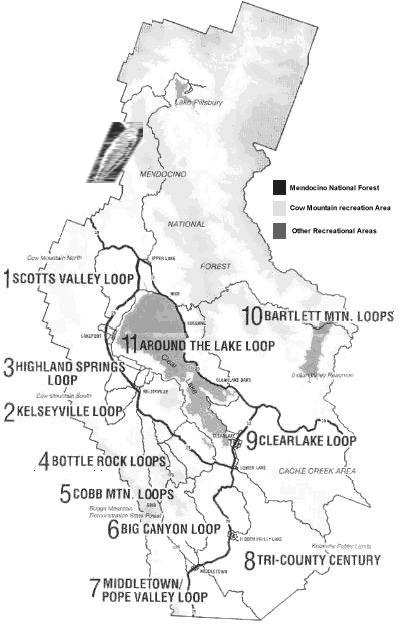 Lake Pillsbury
MENDOCINO
Mendocino National Forest
Cow Mountain recreation Area
Other Recreational Areas
NATIONAL
FOREST
Cow Mountain North
UPPER LAKE
1 SCOTTS VALLEY LOOP
NICE
10 BARTLETT MTN. LOOPS
LUCERNE
LAKEPORT
11 AROUND THE LAKE LOOP
Clear Lake
3 HIGHLAND SPRINGS
LOOP
Indian Valley Reservoir
CLEARLAKE OAKS
Cow Mountain South
KELSEYVILLE
2 KELSEYVILLE LOOP
CLEARLAKE
9 CLEARLAKE LOOP
4 BOTTLE ROCK LOOPS
LOWER LAKE
CACHE CREEK AREA
5 COBB MTN. LOOPS
COBB
Boggs Mountain
Demonstration State Forest
6 BIG CANYON LOOP
HIDDEN VALLEY LAKE
Knoxville Public Lands
8 TRI-COUNTY CENTURY
MIDDLETOWN
7 MIDDLETOWN/
POPE VALLEY LOOP